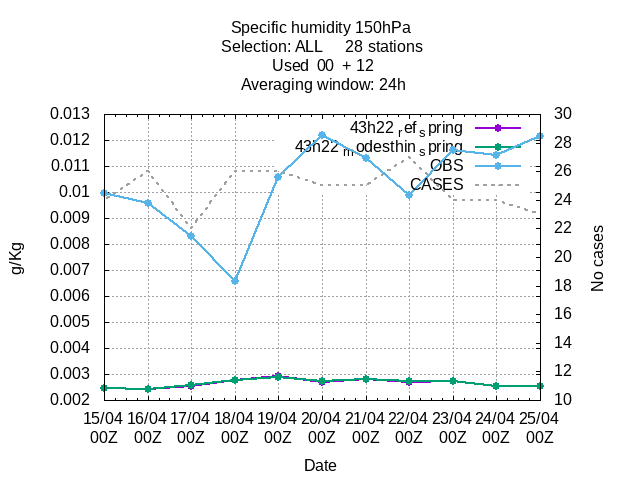 Specific humidity 150hPa
Selection: ALL     28 stations
Used  00  + 12
Averaging window: 24h
0.013
0.012
0.011
0.01
0.009
0.008
0.007
0.006
0.005
0.004
0.003
0.002
g/Kg
30
28
26
24
22
20
18
16
14
12
10
No cases
43h22 ref spring
43h22 modesthin spring
OBS
CASES
15/04 16/04 17/04 18/04 19/04 20/04 21/04 22/04 23/04 24/04 25/04
00Z 00Z 00Z 00Z 00Z 00Z 00Z 00Z 00Z 00Z 00Z
Date